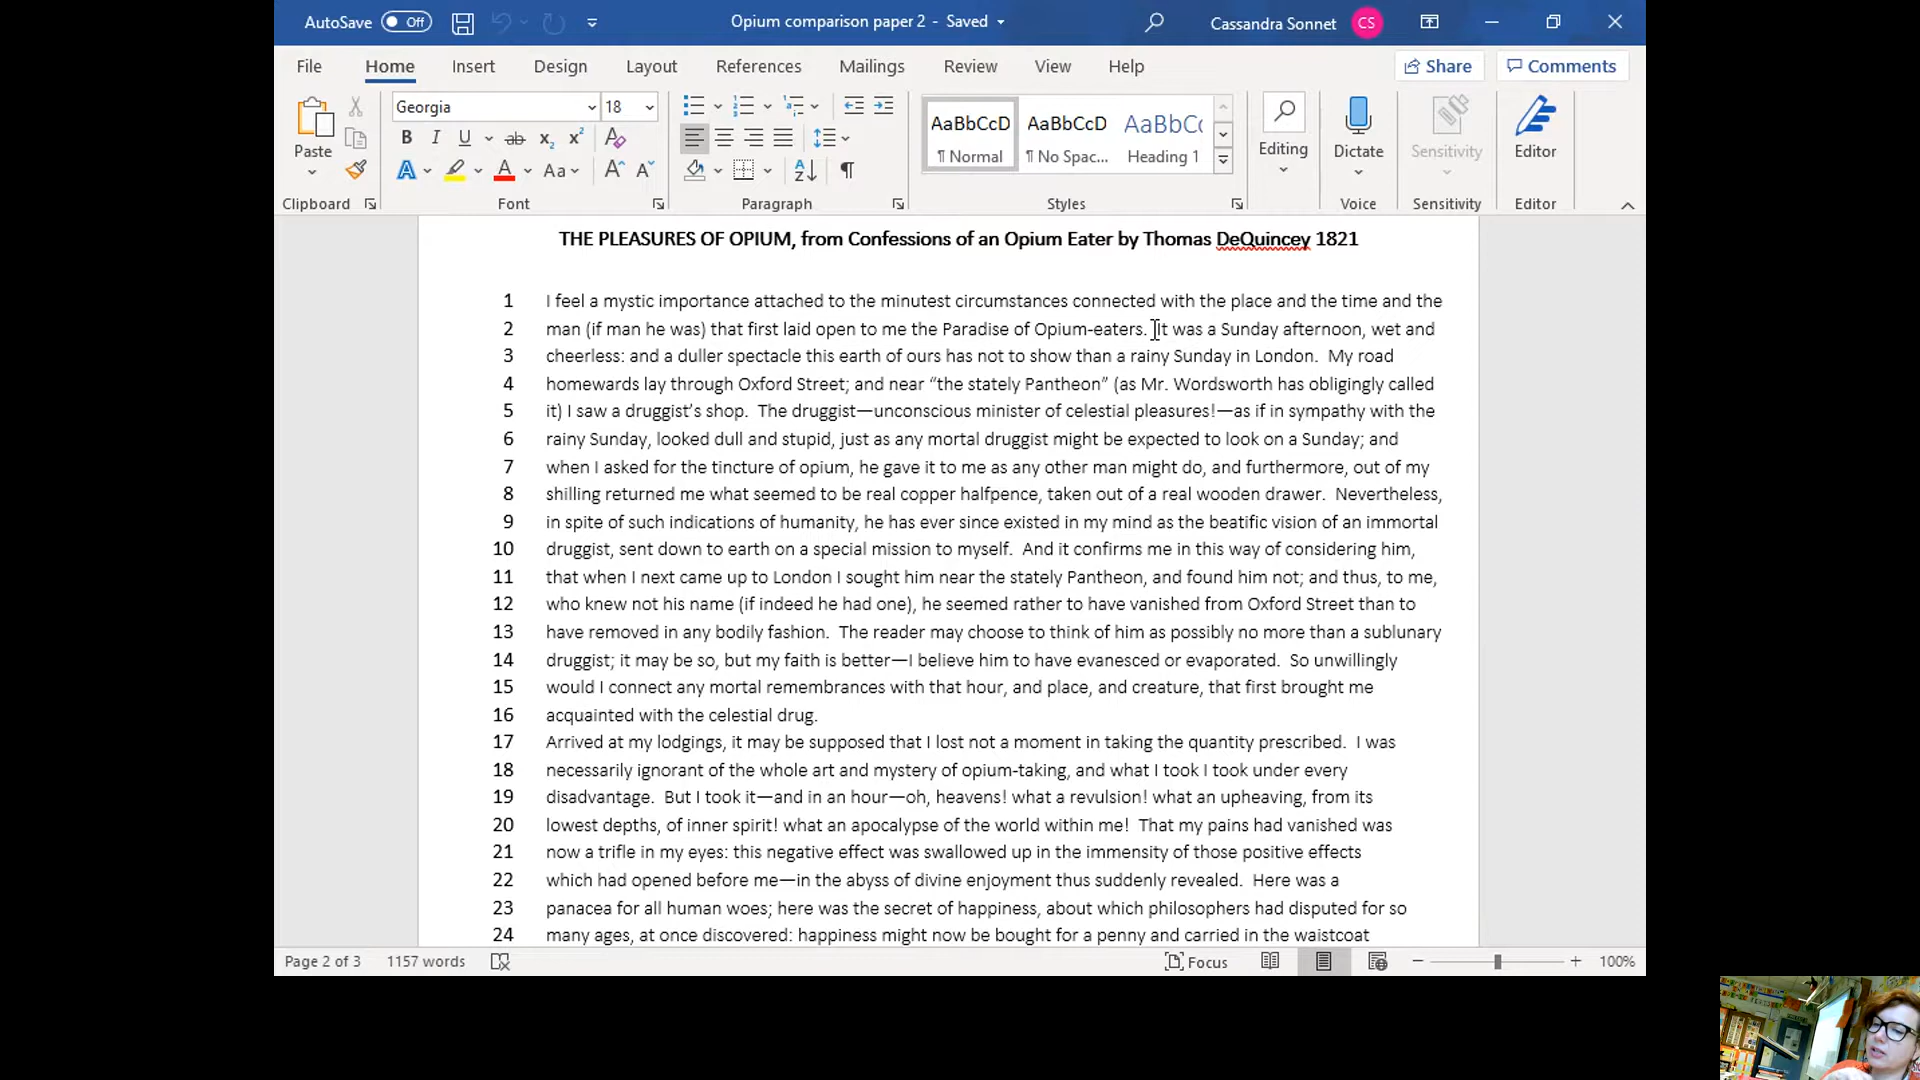 AutoSave Off Opium comparison paper 2 - Saved Cassandra Sonnet CS
File Home Insert Design Layout References Mailings Review View Help Share Comments
Georgia 18
Paste
B I U ab x₂ x²
A A Aa A A
AaBbCcD AaBbCcD AaBbCc
¶ Normal ¶ No Spac... Heading 1
Editing Dictate Sensitivity Editor
Clipboard Font Paragraph Styles Voice Sensitivity Editor
THE PLEASURES OF OPIUM, from Confessions of an Opium Eater by Thomas DeQuincey 1821
1 I feel a mystic importance attached to the minutest circumstances connected with the place and the time and the
2 man (if man he was) that first laid open to me the Paradise of Opium-eaters. It was a Sunday afternoon, wet and
3 cheerless: and a duller spectacle this earth of ours has not to show than a rainy Sunday in London. My road
4 homewards lay through Oxford Street; and near “the stately Pantheon” (as Mr. Wordsworth has obligingly called
5 it) I saw a druggist’s shop. The druggist—unconscious minister of celestial pleasures!—as if in sympathy with the
6 rainy Sunday, looked dull and stupid, just as any mortal druggist might be expected to look on a Sunday; and
7 when I asked for the tincture of opium, he gave it to me as any other man might do, and furthermore, out of my
8 shilling returned me what seemed to be real copper halfpence, taken out of a real wooden drawer. Nevertheless,
9 in spite of such indications of humanity, he has ever since existed in my mind as the beatific vision of an immortal
10 druggist, sent down to earth on a special mission to myself. And it confirms me in this way of considering him,
11 that when I next came up to London I sought him near the stately Pantheon, and found him not; and thus, to me,
12 who knew not his name (if indeed he had one), he seemed rather to have vanished from Oxford Street than to
13 have removed in any bodily fashion. The reader may choose to think of him as possibly no more than a sublunary
14 druggist; it may be so, but my faith is better—I believe him to have evanesced or evaporated. So unwillingly
15 would I connect any mortal remembrances with that hour, and place, and creature, that first brought me
16 acquainted with the celestial drug.
17 Arrived at my lodgings, it may be supposed that I lost not a moment in taking the quantity prescribed. I was
18 necessarily ignorant of the whole art and mystery of opium-taking, and what I took I took under every
19 disadvantage. But I took it—and in an hour—oh, heavens! what a revulsion! what an upheaving, from its
20 lowest depths, of inner spirit! what an apocalypse of the world within me! That my pains had vanished was
21 now a trifle in my eyes: this negative effect was swallowed up in the immensity of those positive effects
22 which had opened before me—in the abyss of divine enjoyment thus suddenly revealed. Here was a
23 panacea for all human woes; here was the secret of happiness, about which philosophers had disputed for so
24 many ages, at once discovered: happiness might now be bought for a penny and carried in the waistcoat
Page 2 of 3 1157 words Focus 100%